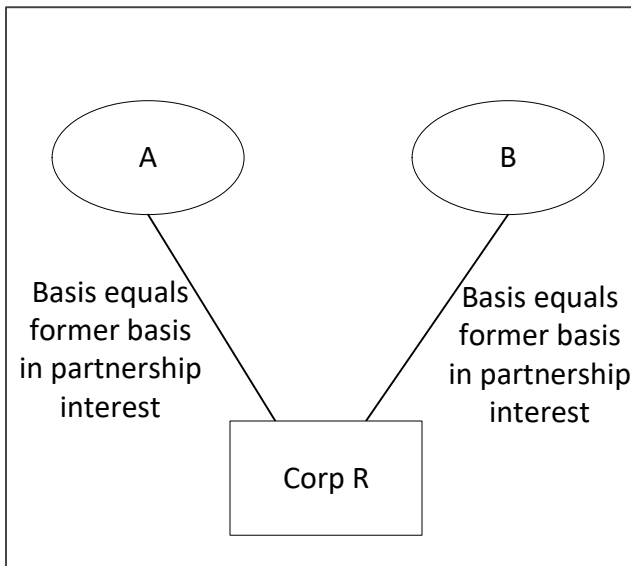 A
B
Basis equals
former basis
in partnership
interest
Basis equals
former basis
in partnership
interest
Corp R